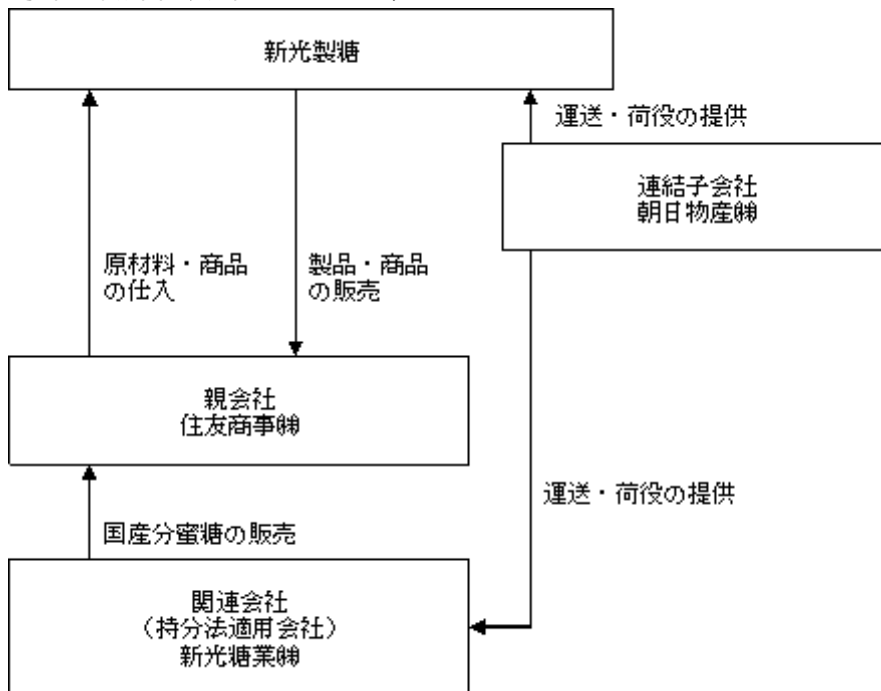 新光製糖
運送・荷役の提供
連結子会社
朝日物産㈱
原材料・商品
の仕入
製品・商品
の販売
親会社
住友商事㈱
運送・荷役の提供
国産分蜜糖の販売
関連会社
（持分法適用会社）
新光糖業㈱